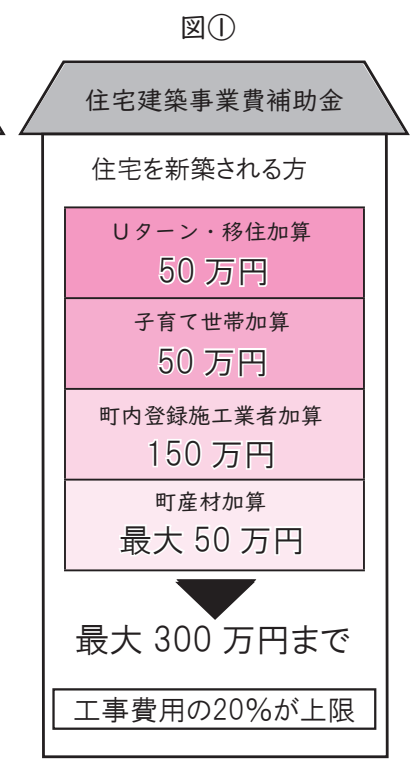 図①
住宅建築事業費補助金
住宅を新築される方
Uターン・移住加算
50 万円
子育て世帯加算
50 万円
町内登録施工業者加算
150 万円
町産材加算
最大 50 万円
最大 300 万円まで
工事費用の20%が上限